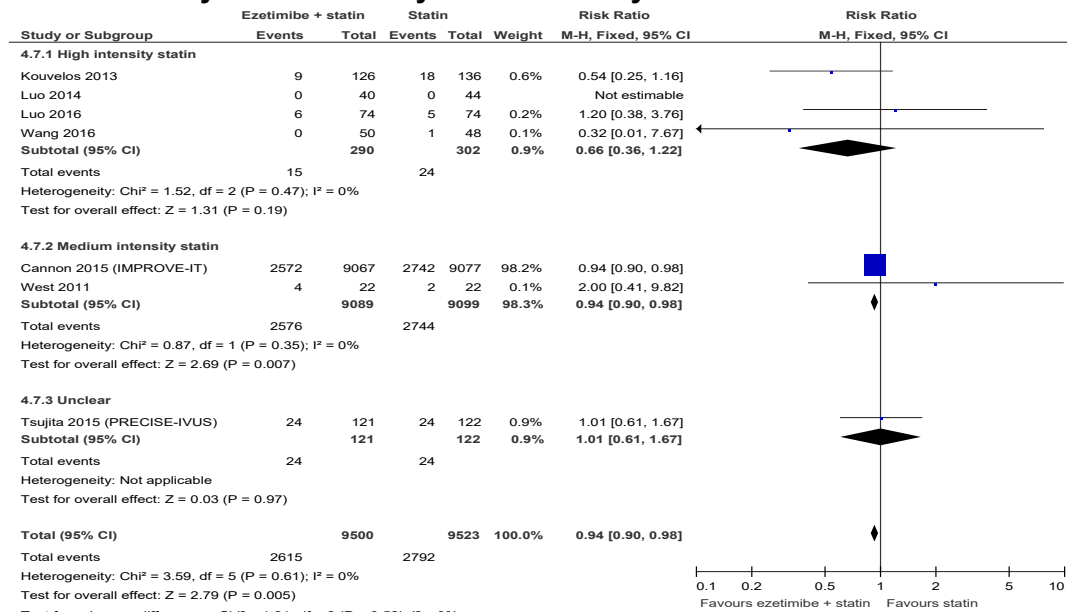 Ezetimibe + statin Statin Risk Ratio Risk Ratio
Study or Subgroup Events Total Events Total Weight M-H, Fixed, 95% CI M-H, Fixed, 95% CI
4.7.1 High intensity statin
Kouvelos 2013 9 126 18 136 0.6% 0.54 [0.25, 1.16]
Luo 2014 0 40 0 44 Not estimable
Luo 2016 6 74 5 74 0.2% 1.20 [0.38, 3.76]
Wang 2016 0 50 1 48 0.1% 0.32 [0.01, 7.67]
Subtotal (95% CI) 290 302 0.9% 0.66 [0.36, 1.22]
Total events 15 24
Heterogeneity: Chi² = 1.52, df = 2 (P = 0.47); I² = 0%
Test for overall effect: Z = 1.31 (P = 0.19)
4.7.2 Medium intensity statin
Cannon 2015 (IMPROVE-IT) 2572 9067 2742 9077 98.2% 0.94 [0.90, 0.98]
West 2011 4 22 2 22 0.1% 2.00 [0.41, 9.82]
Subtotal (95% CI) 9089 9099 98.3% 0.94 [0.90, 0.98]
Total events 2576 2744
Heterogeneity: Chi² = 0.87, df = 1 (P = 0.35); I² = 0%
Test for overall effect: Z = 2.69 (P = 0.007)
4.7.3 Unclear
Tsujita 2015 (PRECISE-IVUS) 24 121 24 122 0.9% 1.01 [0.61, 1.67]
Subtotal (95% CI) 121 122 0.9% 1.01 [0.61, 1.67]
Total events 24 24
Heterogeneity: Not applicable
Test for overall effect: Z = 0.03 (P = 0.97)
Total (95% CI) 9500 9523 100.0% 0.94 [0.90, 0.98]
Total events 2615 2792
Heterogeneity: Chi² = 3.59, df = 5 (P = 0.61); I² = 0%
Test for overall effect: Z = 2.79 (P = 0.005)
0.1 0.2 0.5 1 2 5 10
Favours ezetimibe + statin Favours statin